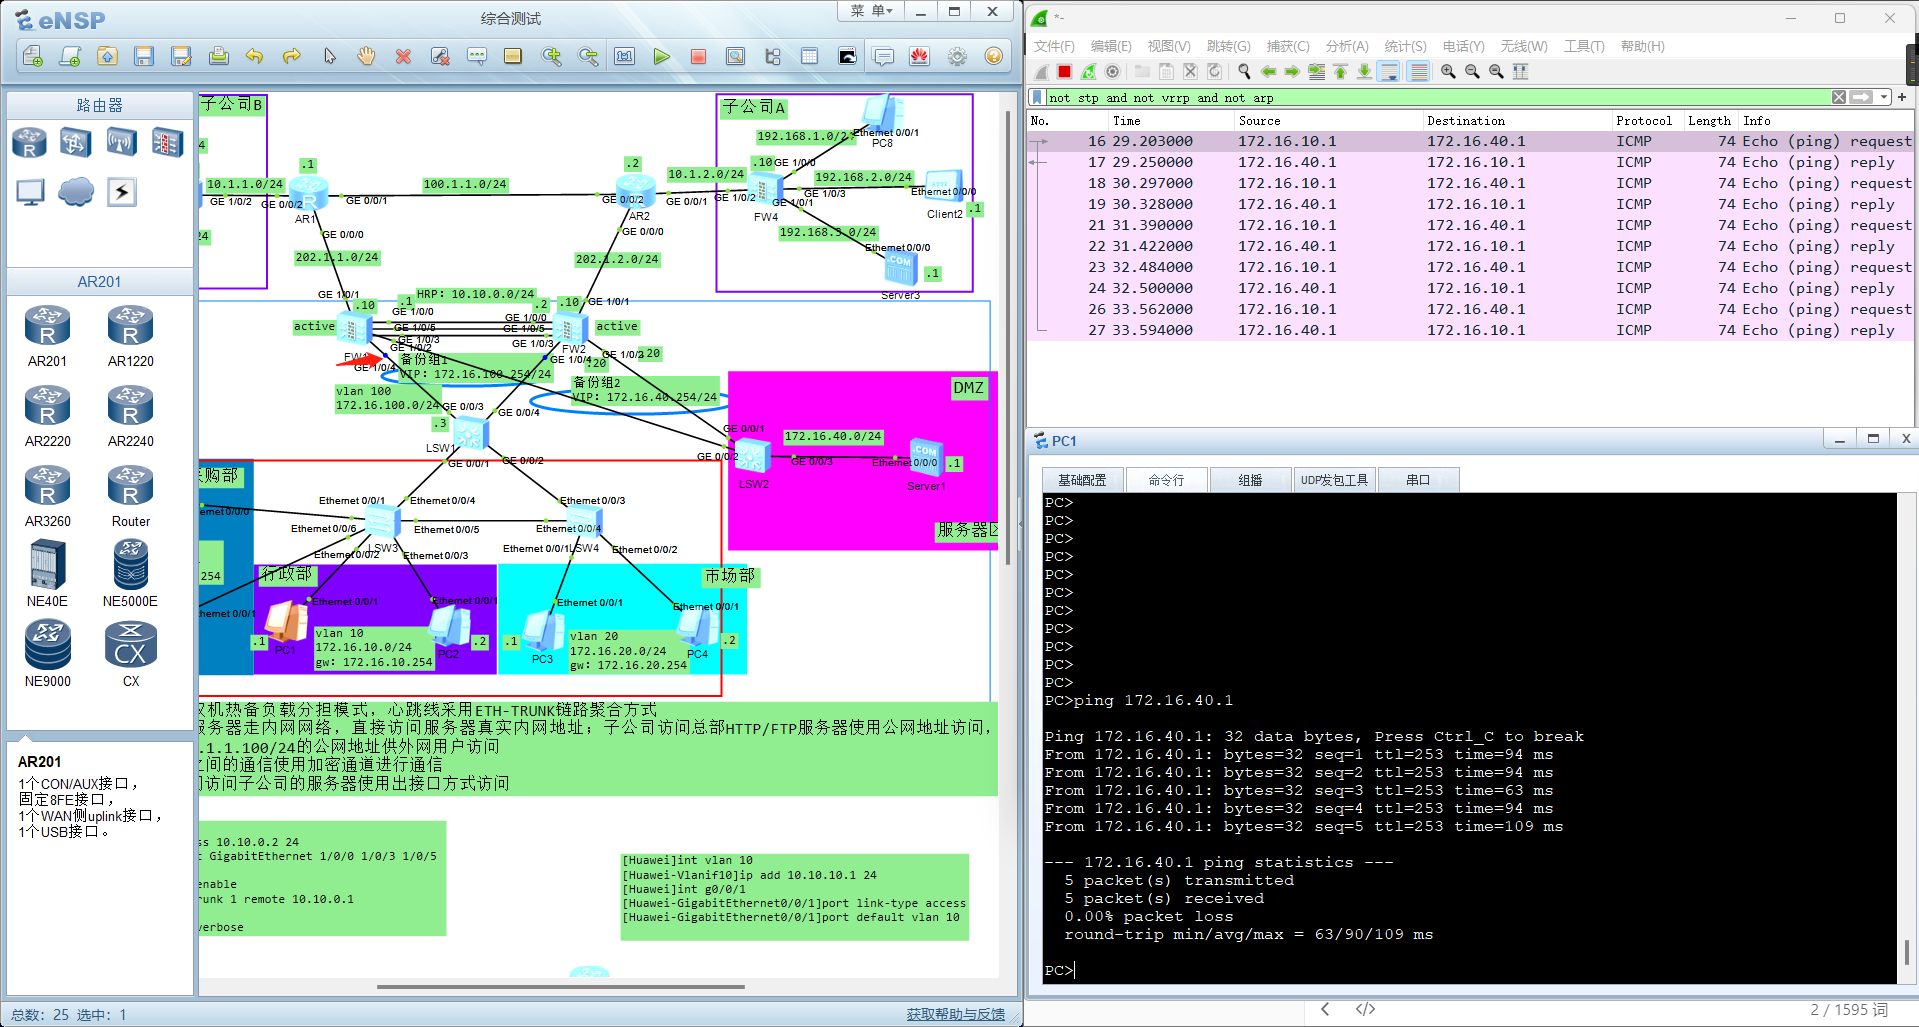 eNSP
综合测试
菜 单
路由器
AR201
AR201
AR1220
AR2220
AR2240
AR3260
Router
NE40E
NE5000E
NE9000
CX
AR201
1个CON/AUX接口，
固定8FE接口，
1个WAN侧uplink接口，
1个USB接口。
总数：25 选中：1
获取帮助与反馈
子公司B
10.1.1.0/24
GE 1/0/2
GE 0/0/2
.1
AR1
GE 0/0/1
100.1.1.0/24
.2
GE 0/0/2
AR2
GE 0/0/1
10.1.2.0/24
GE 1/0/2
子公司A
192.168.1.0/24
Ethernet 0/0/1
PC8
.10
GE 1/0/0
192.168.2.0/24
GE 1/0/3
Ethernet 0/0/0
Client2
.1
FW4
GE 1/0/1
192.168.3.0/24
Ethernet 0/0/0
.1
Server3
GE 0/0/0
202.1.1.0/24
GE 0/0/0
202.1.2.0/24
GE 1/0/1
.10
.1
HRP：10.10.0.0/24
GE 1/0/0
.2
.10
GE 1/0/1
GE 1/0/0
active
GE 1/0/5
GE 1/0/5
active
GE 1/0/3
GE 1/0/3
FW1
GE 1/0/2
FW2
GE 1/0/4
GE 1/0/2
.20
.20
GE 1/0/4
备份组1
VIP：172.16.100.254/24
备份组2
VIP：172.16.40.254/24
vlan 100
172.16.100.0/24
GE 0/0/3
GE 0/0/4
.3
LSW1
GE 0/0/1
GE 0/0/2
DMZ
GE 0/0/1
172.16.40.0/24
GE 0/0/2
GE 0/0/3
Ethernet 0/0/0
.1
LSW2
Server1
服务器区
采购部
Ethernet 0/0/1
Ethernet 0/0/4
Ethernet 0/0/3
Ethernet 0/0/6
Ethernet 0/0/5
Ethernet 0/0/4
LSW3
Ethernet 0/0/2
Ethernet 0/0/3
Ethernet 0/0/1
LSW4
Ethernet 0/0/2
行政部
市场部
Ethernet 0/0/1
Ethernet 0/0/1
Ethernet 0/0/1
Ethernet 0/0/1
.1
PC1
vlan 10
172.16.10.0/24
gw：172.16.10.254
PC2
.2
.1
PC3
vlan 20
172.16.20.0/24
gw：172.16.20.254
PC4
.2
双机热备负载分担模式，心跳线采用ETH-TRUNK链路聚合方式
服务器走内网网络，直接访问服务器真实内网地址；子公司访问总部HTTP/FTP服务器使用公网地址访问，
.1.1.100/24的公网地址供外网用户访问
之间的通信使用加密通道进行通信
访问子公司的服务器使用出接口方式访问
ss 10.10.0.2 24
GigabitEthernet 1/0/0 1/0/3 1/0/5
enable
runk 1 remote 10.10.0.1
verbose
[Huawei]int vlan 10
[Huawei-Vlanif10]ip add 10.10.10.1 24
[Huawei]int g0/0/1
[Huawei-GigabitEthernet0/0/1]port link-type access
[Huawei-GigabitEthernet0/0/1]port default vlan 10
*-
文件(F) 编辑(E) 视图(V) 跳转(G) 捕获(C) 分析(A) 统计(S) 电话(Y) 无线(W) 工具(T) 帮助(H)
not stp and not vrrp and not arp
No. Time Source Destination Protocol Length Info
16 29.203000 172.16.10.1 172.16.40.1 ICMP 74 Echo (ping) request
17 29.250000 172.16.40.1 172.16.10.1 ICMP 74 Echo (ping) reply
18 30.297000 172.16.10.1 172.16.40.1 ICMP 74 Echo (ping) request
19 30.328000 172.16.40.1 172.16.10.1 ICMP 74 Echo (ping) reply
21 31.390000 172.16.10.1 172.16.40.1 ICMP 74 Echo (ping) request
22 31.422000 172.16.40.1 172.16.10.1 ICMP 74 Echo (ping) reply
23 32.484000 172.16.10.1 172.16.40.1 ICMP 74 Echo (ping) request
24 32.500000 172.16.40.1 172.16.10.1 ICMP 74 Echo (ping) reply
26 33.562000 172.16.10.1 172.16.40.1 ICMP 74 Echo (ping) request
27 33.594000 172.16.40.1 172.16.10.1 ICMP 74 Echo (ping) reply
PC1
基础配置 命令行 组播 UDP发包工具 串口
PC>
PC>
PC>
PC>
PC>
PC>
PC>
PC>
PC>
PC>
PC>
PC>ping 172.16.40.1
Ping 172.16.40.1: 32 data bytes, Press Ctrl_C to break
From 172.16.40.1: bytes=32 seq=1 ttl=253 time=94 ms
From 172.16.40.1: bytes=32 seq=2 ttl=253 time=94 ms
From 172.16.40.1: bytes=32 seq=3 ttl=253 time=63 ms
From 172.16.40.1: bytes=32 seq=4 ttl=253 time=94 ms
From 172.16.40.1: bytes=32 seq=5 ttl=253 time=109 ms
--- 172.16.40.1 ping statistics ---
5 packet(s) transmitted
5 packet(s) received
0.00% packet loss
round-trip min/avg/max = 63/90/109 ms
PC>
2 / 1595 词